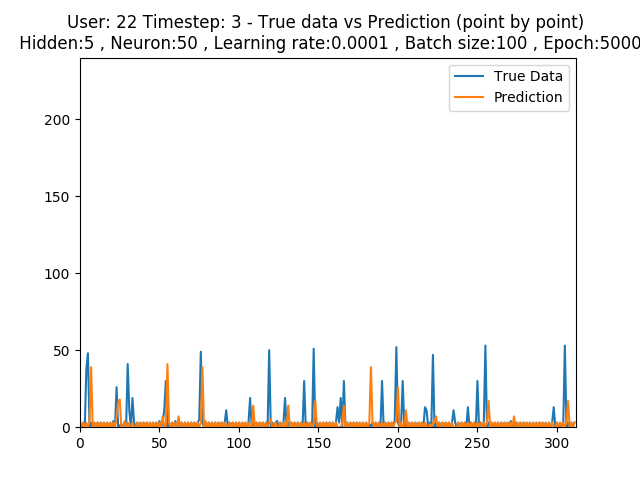 User: 22 Timestep: 3 - True data vs Prediction (point by point)
Hidden:5 , Neuron:50 , Learning rate:0.0001 , Batch size:100 , Epoch:5000
True Data
Prediction
200
150
100
50
0
0 50 100 150 200 250 300